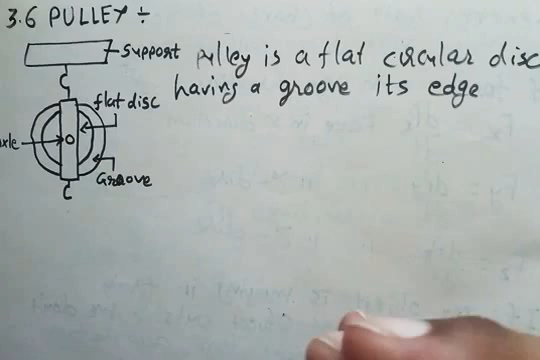 3.6 PULLEY ÷
Support
flat disc
axle
Groove
pulley is a flat circular disc
having a groove its edge